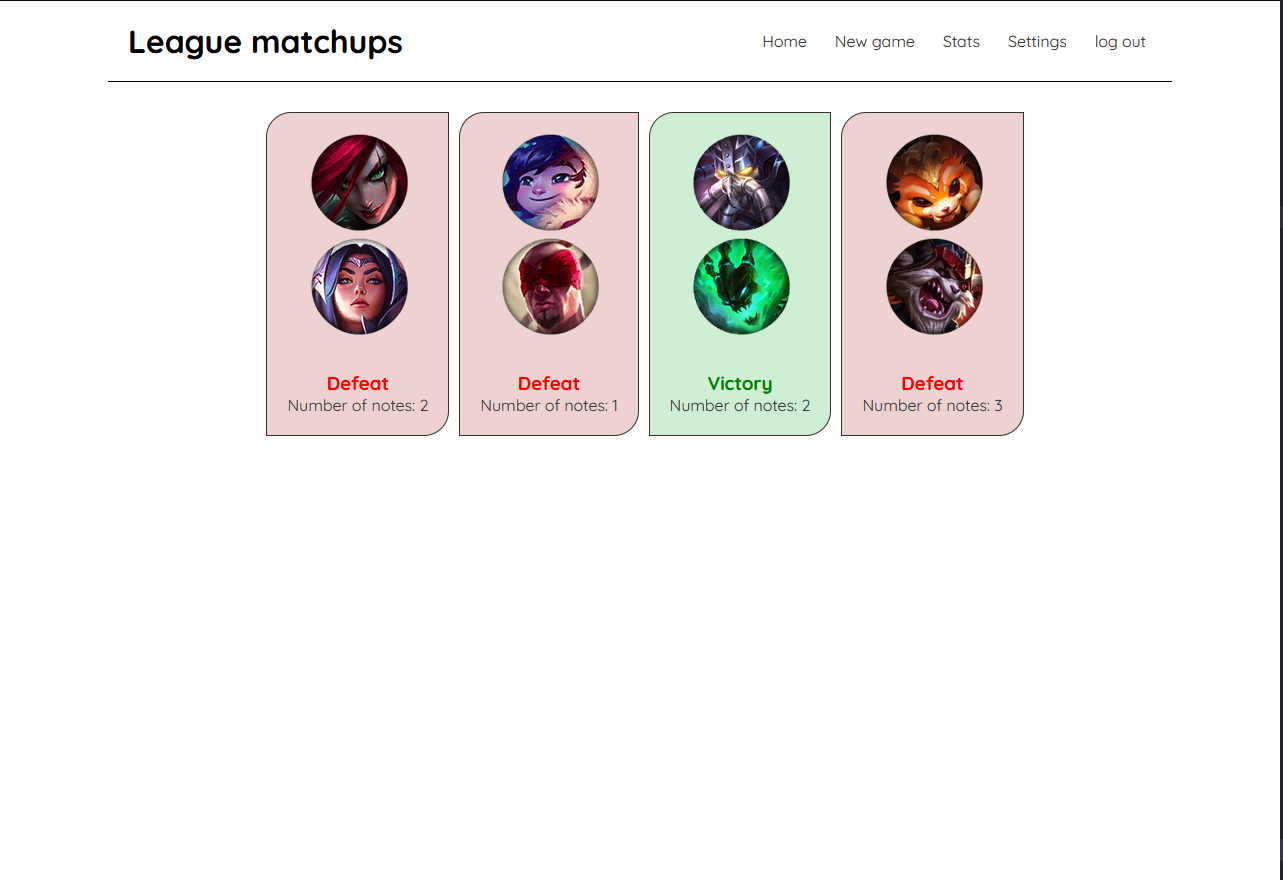 League matchups
Home New game Stats Settings log out
Defeat
Number of notes: 2
Defeat
Number of notes: 1
Victory
Number of notes: 2
Defeat
Number of notes: 3